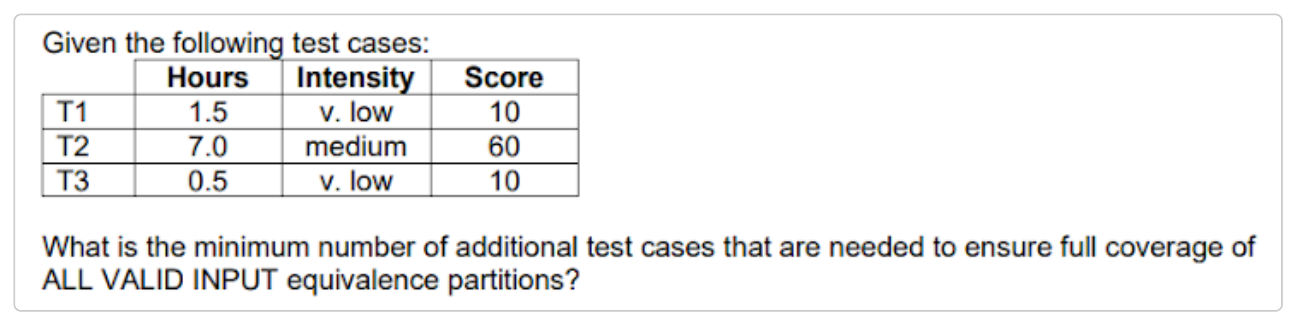 Given the following test cases:
Hours Intensity Score
T1 1.5 v. low 10
T2 7.0 medium 60
T3 0.5 v. low 10
What is the minimum number of additional test cases that are needed to ensure full coverage of
ALL VALID INPUT equivalence partitions?